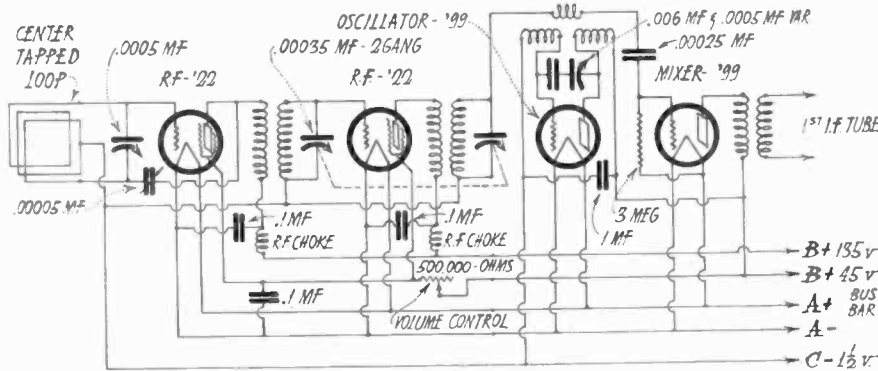 CENTER
TAPPED
LOOP
.0005 MF
RF-'22
OSCILLATOR-'99
.00035 MF-2GANG
R.F.-'22
.006 MF & .0005 MF VAR
.00025 MF
MIXER-'99
1ST I.f. TUBE
.00005 MF
.1 MF
R.F. CHOKE
.1 MF
R.F. CHOKE
3 MEG
1 MF
500,000-OHMS
.1 MF
VOLUME CONTROL
B+ 135 v
B+ 45 v
A+ BUS BAR
A-
C-1½ v.